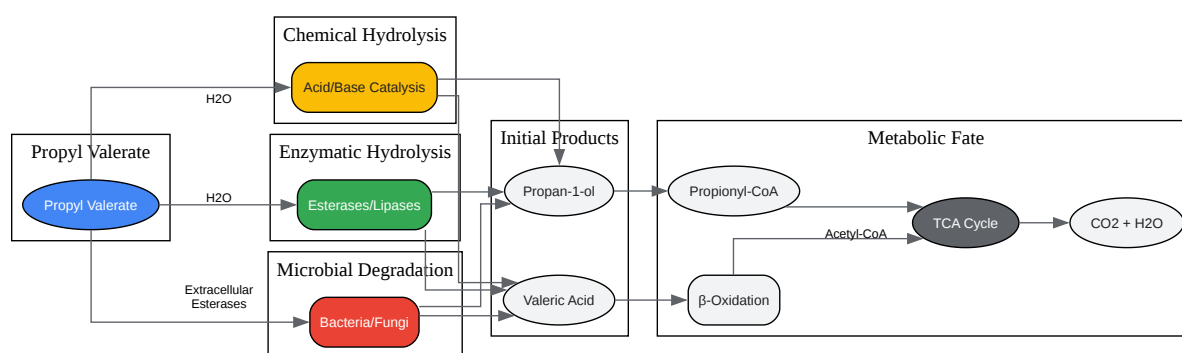 Chemical Hydrolysis
Acid/Base Catalysis
H2O
Propyl Valerate
Propyl Valerate
Enzymatic Hydrolysis
H2O
Esterases/Lipases
Microbial Degradation
Extracellular
Esterases
Bacteria/Fungi
Initial Products
Propan-1-ol
Valeric Acid
Metabolic Fate
Propionyl-CoA
Acetyl-CoA
β-Oxidation
TCA Cycle
CO2 + H2O